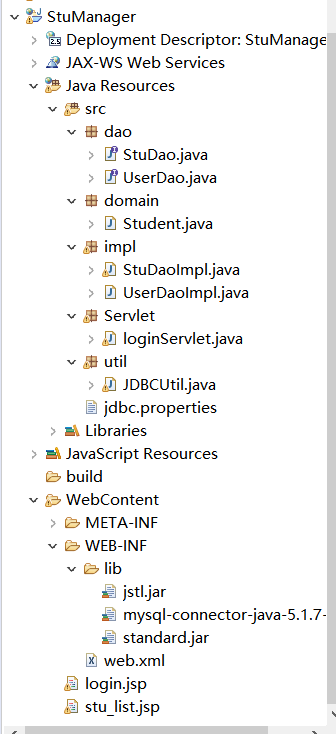 StuManager
Deployment Descriptor: StuManage
JAX-WS Web Services
Java Resources
src
dao
StuDao.java
UserDao.java
domain
Student.java
impl
StuDaoImpl.java
UserDaoImpl.java
Servlet
loginServlet.java
util
JDBCUtil.java
jdbc.properties
Libraries
JavaScript Resources
build
WebContent
META-INF
WEB-INF
lib
jstl.jar
mysql-connector-java-5.1.7-
standard.jar
web.xml
login.jsp
stu_list.jsp